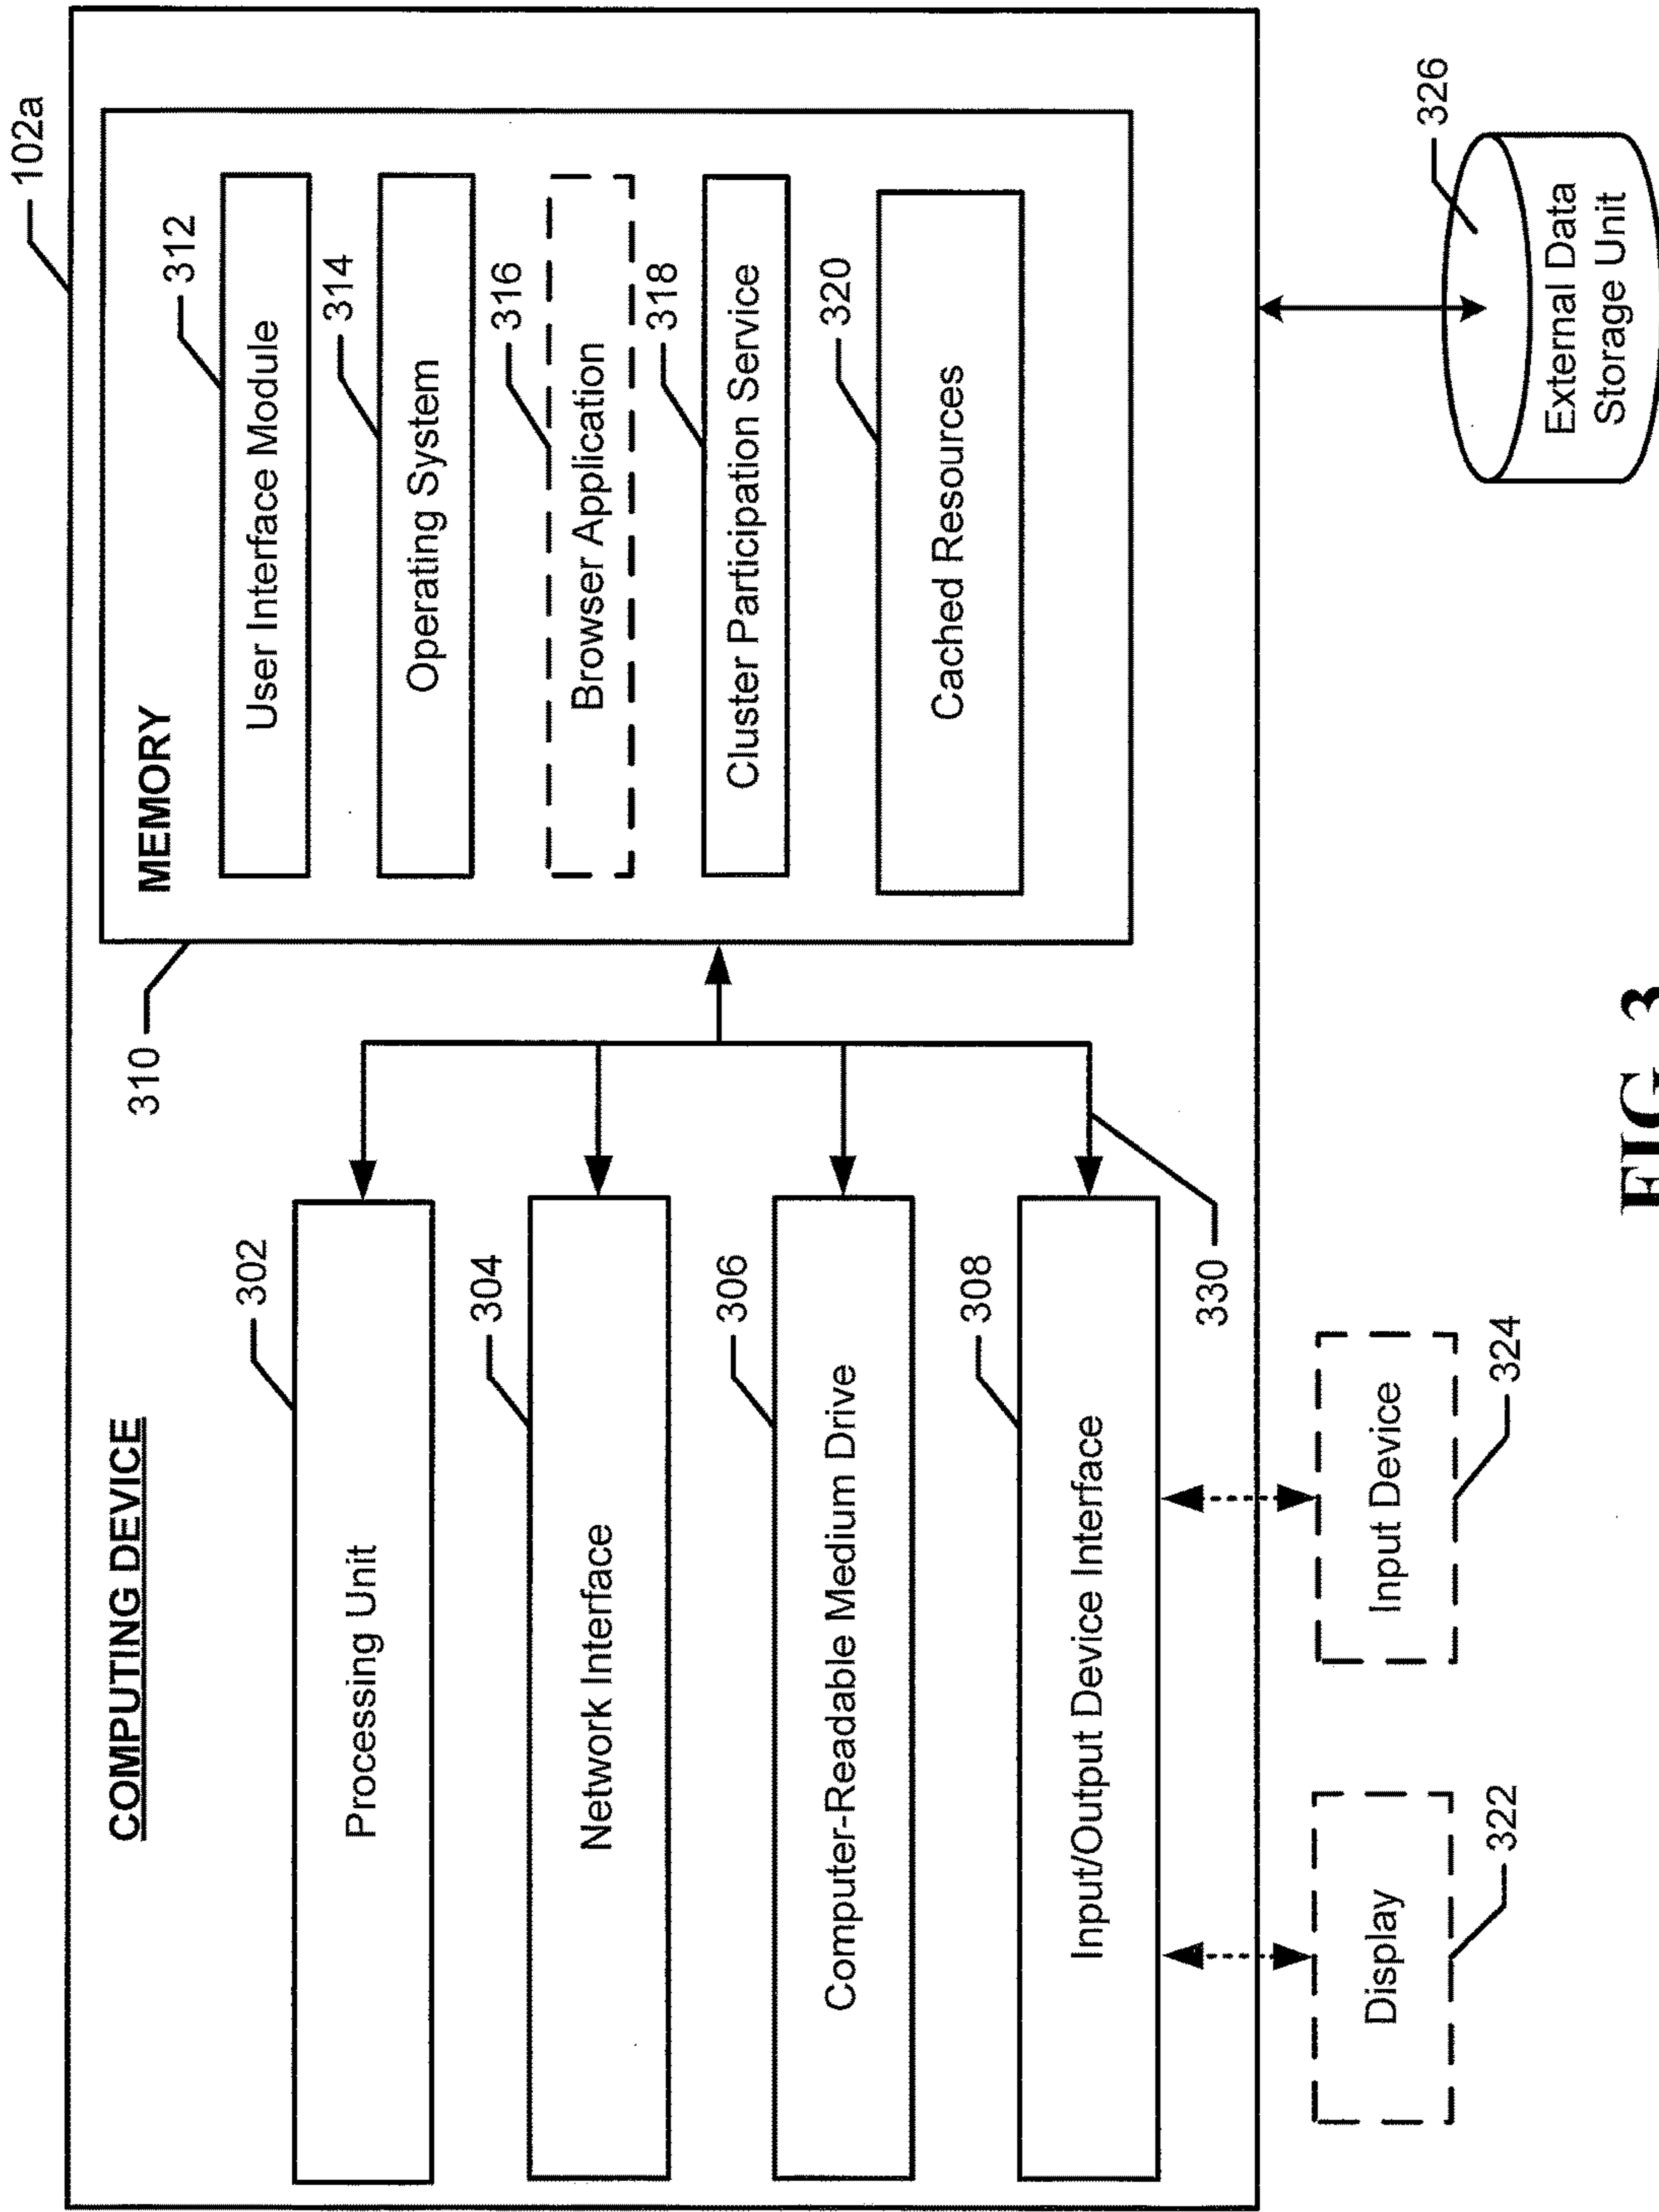 102a
COMPUTING DEVICE
302
Processing Unit
304
Network Interface
306
Computer-Readable Medium Drive
308
Input/Output Device Interface
330
310
MEMORY
312
User Interface Module
314
Operating System
316
Browser Application
318
Cluster Participation Service
320
Cached Resources
Display
322
Input Device
324
326
External Data
Storage Unit
FIG. 3